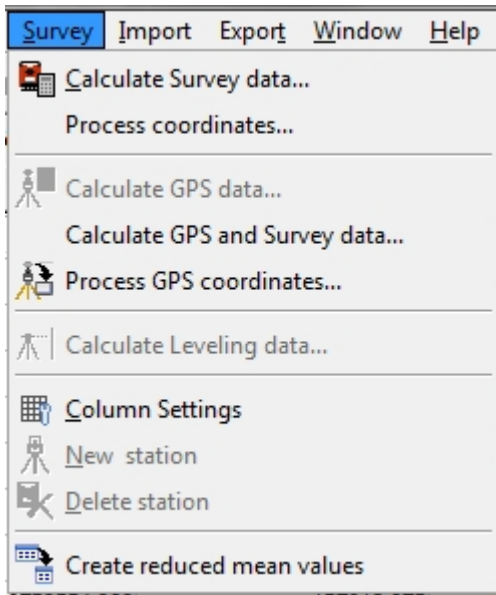 Survey Import Export Window Help
Calculate Survey data...
Process coordinates...
Calculate GPS data...
Calculate GPS and Survey data...
Process GPS coordinates...
Calculate Leveling data...
Column Settings
New station
Delete station
Create reduced mean values